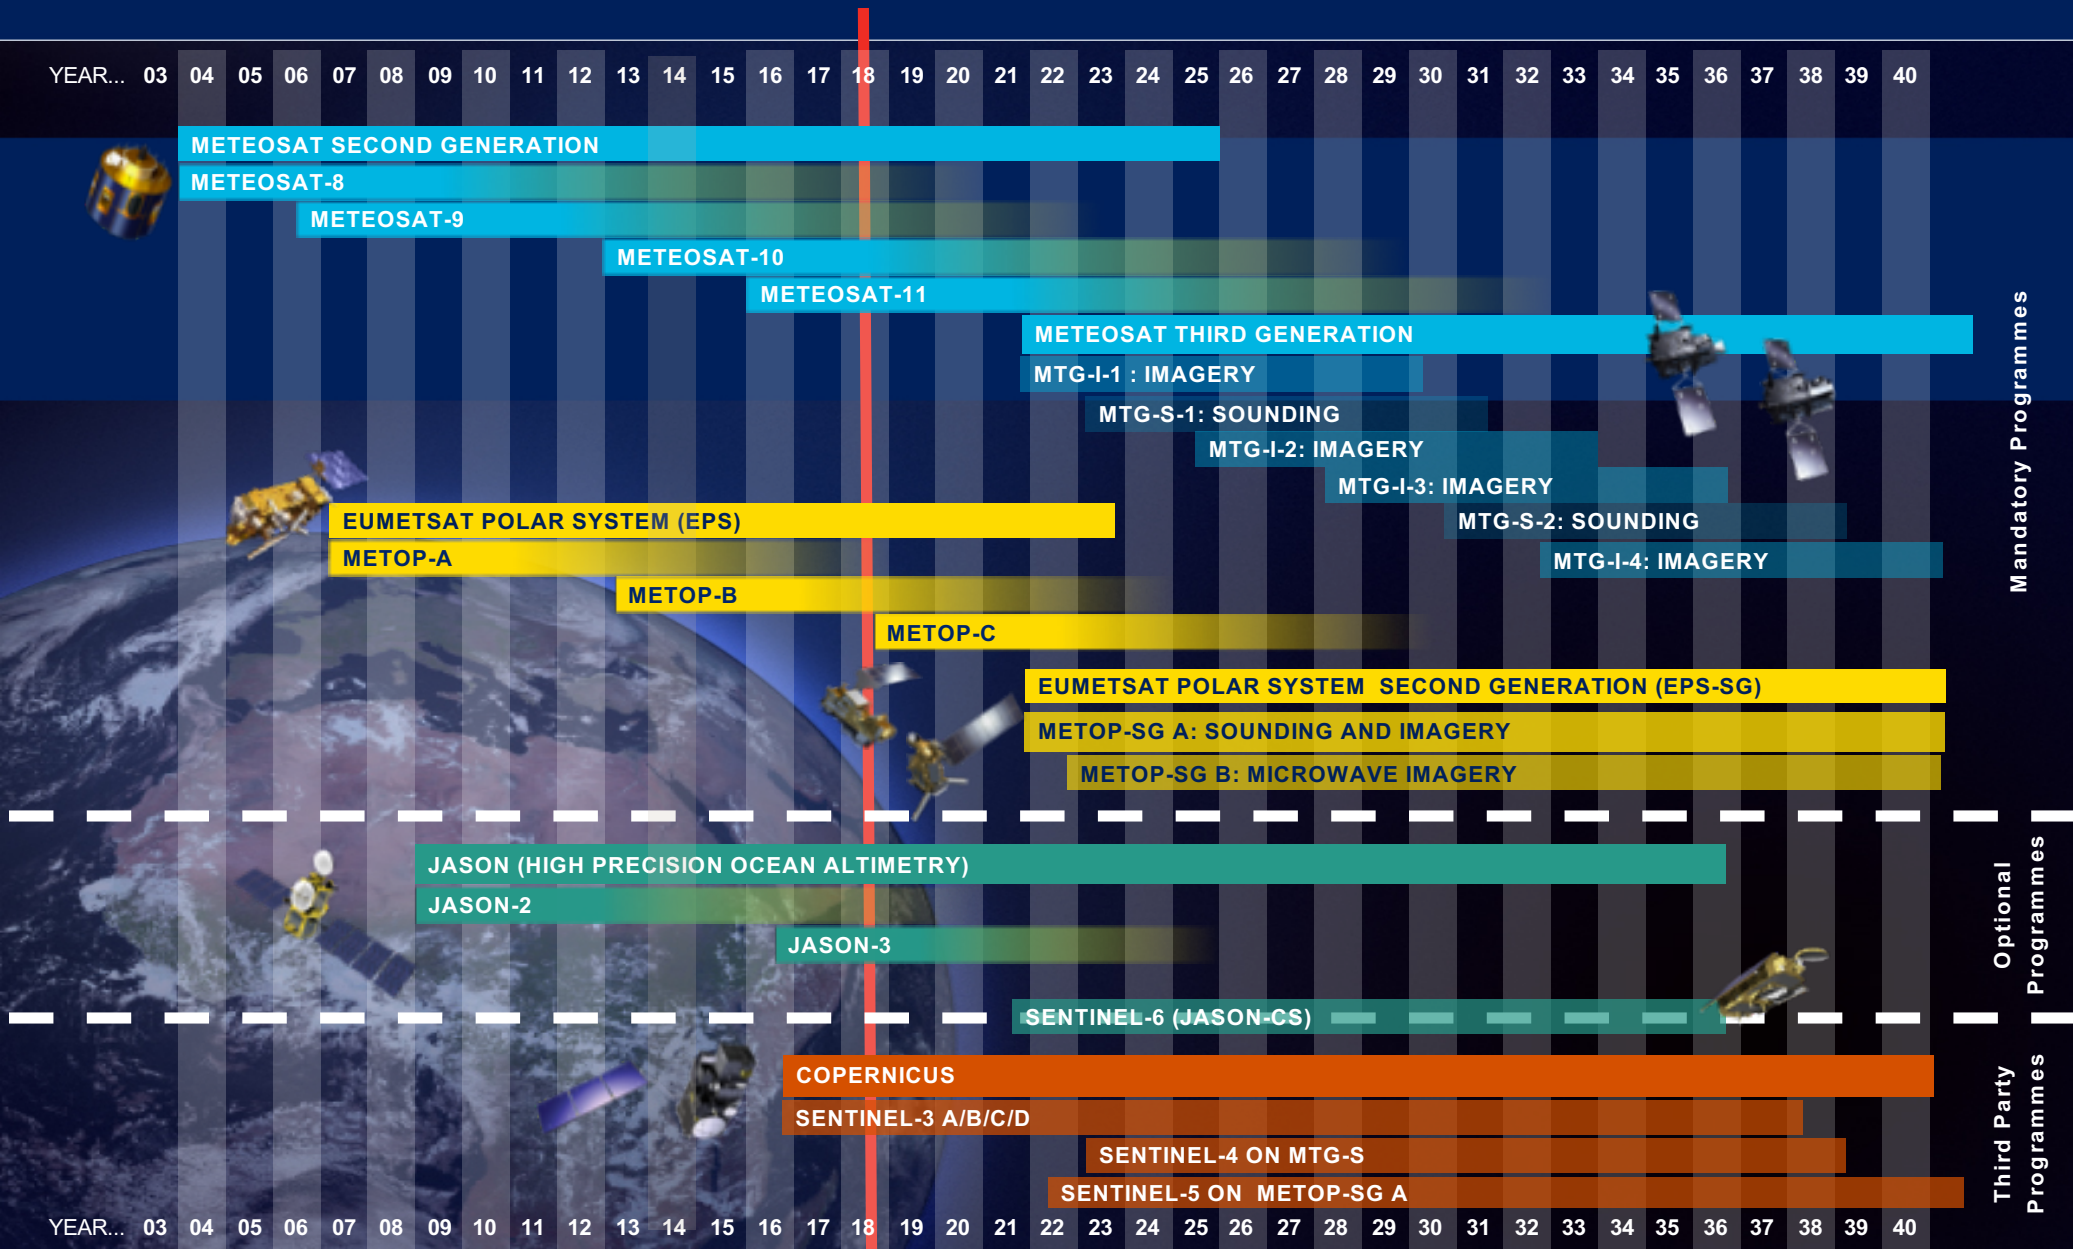 YEAR... 03 04 05 06 07 08 09 10 11 12 13 14 15 16 17 18 19 20 21 22 23 24 25 26 27 28 29 30 31 32 33 34 35 36 37 38 39 40
METEOSAT SECOND GENERATION
METEOSAT-8
METEOSAT-9
METEOSAT-10
METEOSAT-11
METEOSAT THIRD GENERATION
MTG-I-1 : IMAGERY
MTG-S-1: SOUNDING
MTG-I-2: IMAGERY
MTG-I-3: IMAGERY
MTG-S-2: SOUNDING
MTG-I-4: IMAGERY
Mandatory Programmes
EUMETSAT POLAR SYSTEM (EPS)
METOP-A
METOP-B
METOP-C
EUMETSAT POLAR SYSTEM  SECOND GENERATION (EPS-SG)
METOP-SG A: SOUNDING AND IMAGERY
METOP-SG B: MICROWAVE IMAGERY
JASON (HIGH PRECISION OCEAN ALTIMETRY)
JASON-2
JASON-3
SENTINEL-6 (JASON-CS)
Optional
Programmes
COPERNICUS
SENTINEL-3 A/B/C/D
SENTINEL-4 ON MTG-S
SENTINEL-5 ON  METOP-SG A
Third Party
Programmes
YEAR... 03 04 05 06 07 08 09 10 11 12 13 14 15 16 17 18 19 20 21 22 23 24 25 26 27 28 29 30 31 32 33 34 35 36 37 38 39 40